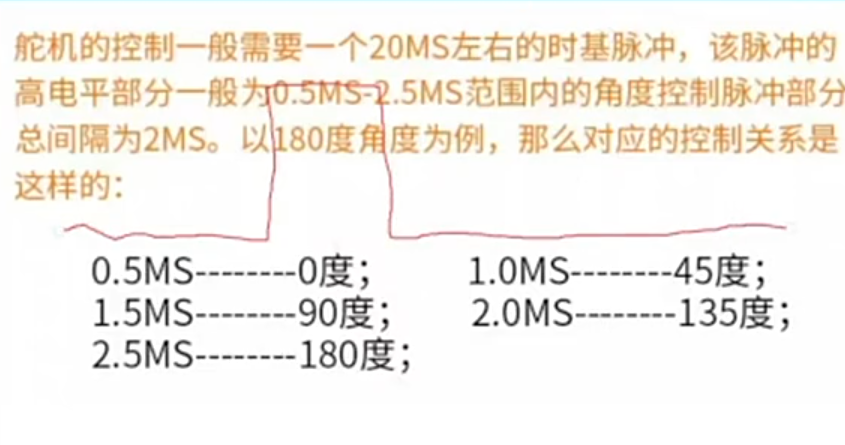 舵机的控制一般需要一个20MS左右的时基脉冲，该脉冲的
高电平部分一般为0.5MS-2.5MS范围内的角度控制脉冲部分
总间隔为2MS。以180度角度为例，那么对应的控制关系是
这样的：
0.5MS--------0度； 1.0MS--------45度；
1.5MS--------90度； 2.0MS--------135度；
2.5MS--------180度；